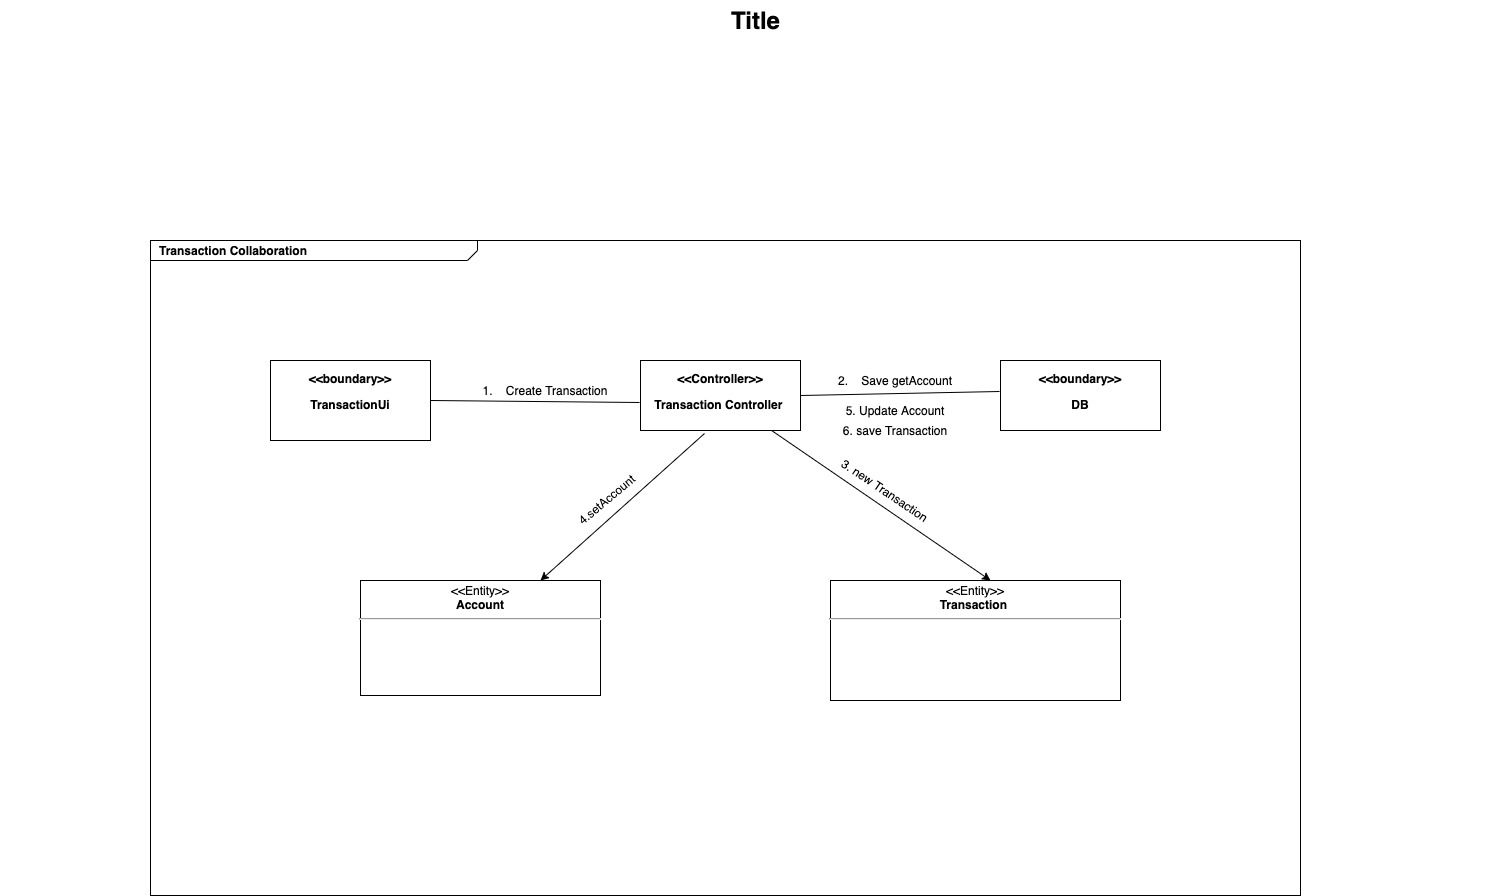 Title
Transaction Collaboration
<<boundary>>
TransactionUi
1. Create Transaction
<<Controller>>
Transaction Controller
2. Save getAccount
5. Update Account
6. save Transaction
<<boundary>>
DB
4.setAccount
3. new Transaction
<<Entity>>
Account
<<Entity>>
Transaction